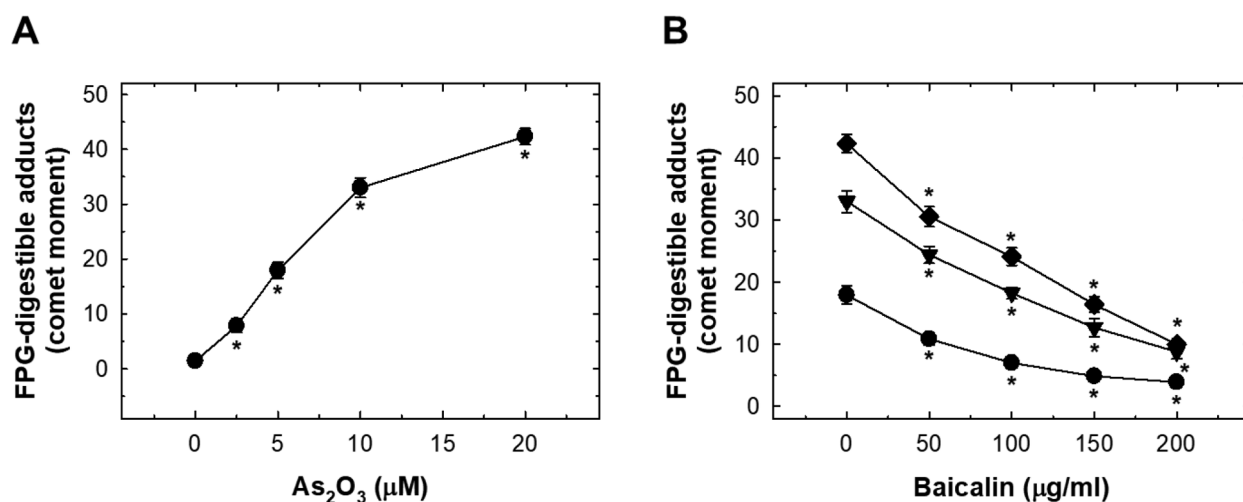 A
FPG-digestible adducts
(comet moment)
50
40
30
20
10
0
*
*
*
*
0 5 10 15 20
As₂O₃ (μM)
B
FPG-digestible adducts
(comet moment)
50
40
30
20
10
0
* * * *
* * * *
* * * *
0 50 100 150 200
Baicalin (μg/ml)